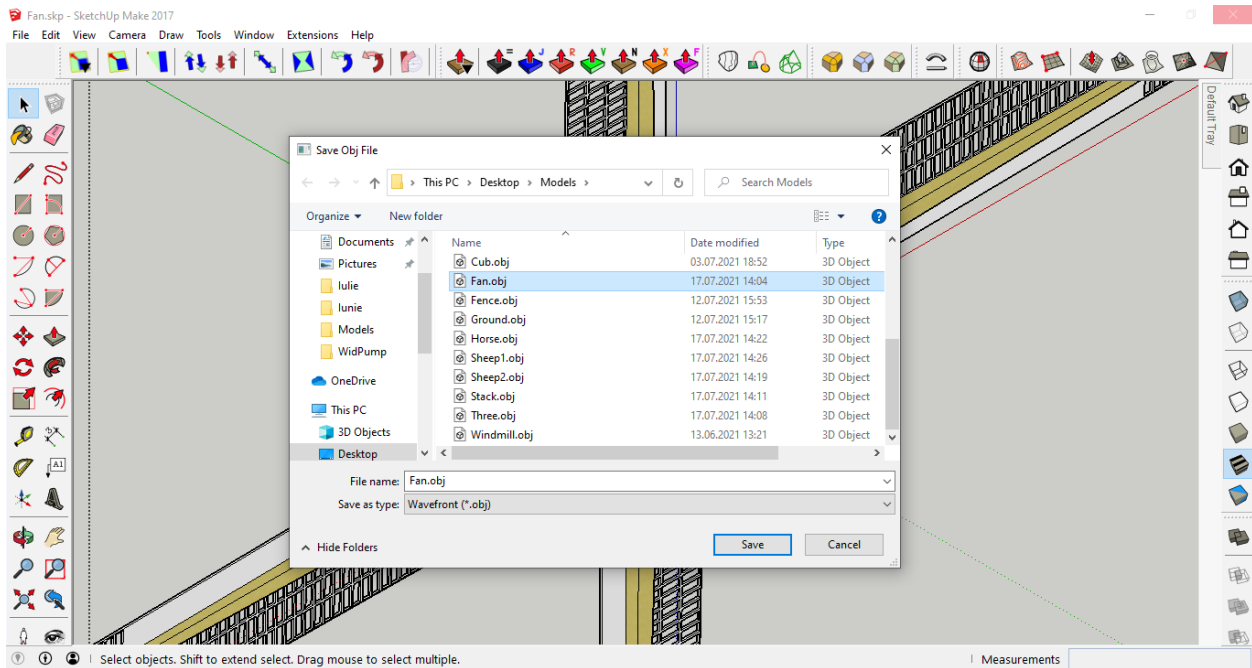 Fan.skp - SketchUp Make 2017
File Edit View Camera Draw Tools Window Extensions Help
= J R V N X F
Default Tray
Save Obj File
This PC > Desktop > Models >
Search Models
Organize New folder
Documents
Pictures
Iulie
Iunie
Models
WidPump
OneDrive
This PC
3D Objects
Desktop
Name Date modified Type
Cub.obj 03.07.2021 18:52 3D Object
Fan.obj 17.07.2021 14:04 3D Object
Fence.obj 12.07.2021 15:53 3D Object
Ground.obj 12.07.2021 15:17 3D Object
Horse.obj 17.07.2021 14:22 3D Object
Sheep1.obj 17.07.2021 14:26 3D Object
Sheep2.obj 17.07.2021 14:19 3D Object
Stack.obj 17.07.2021 14:11 3D Object
Three.obj 17.07.2021 14:08 3D Object
Windmill.obj 13.06.2021 13:21 3D Object
File name: Fan.obj
Save as type: Wavefront (*.obj)
Hide Folders
Save Cancel
A1
Select objects. Shift to extend select. Drag mouse to select multiple.
Measurements